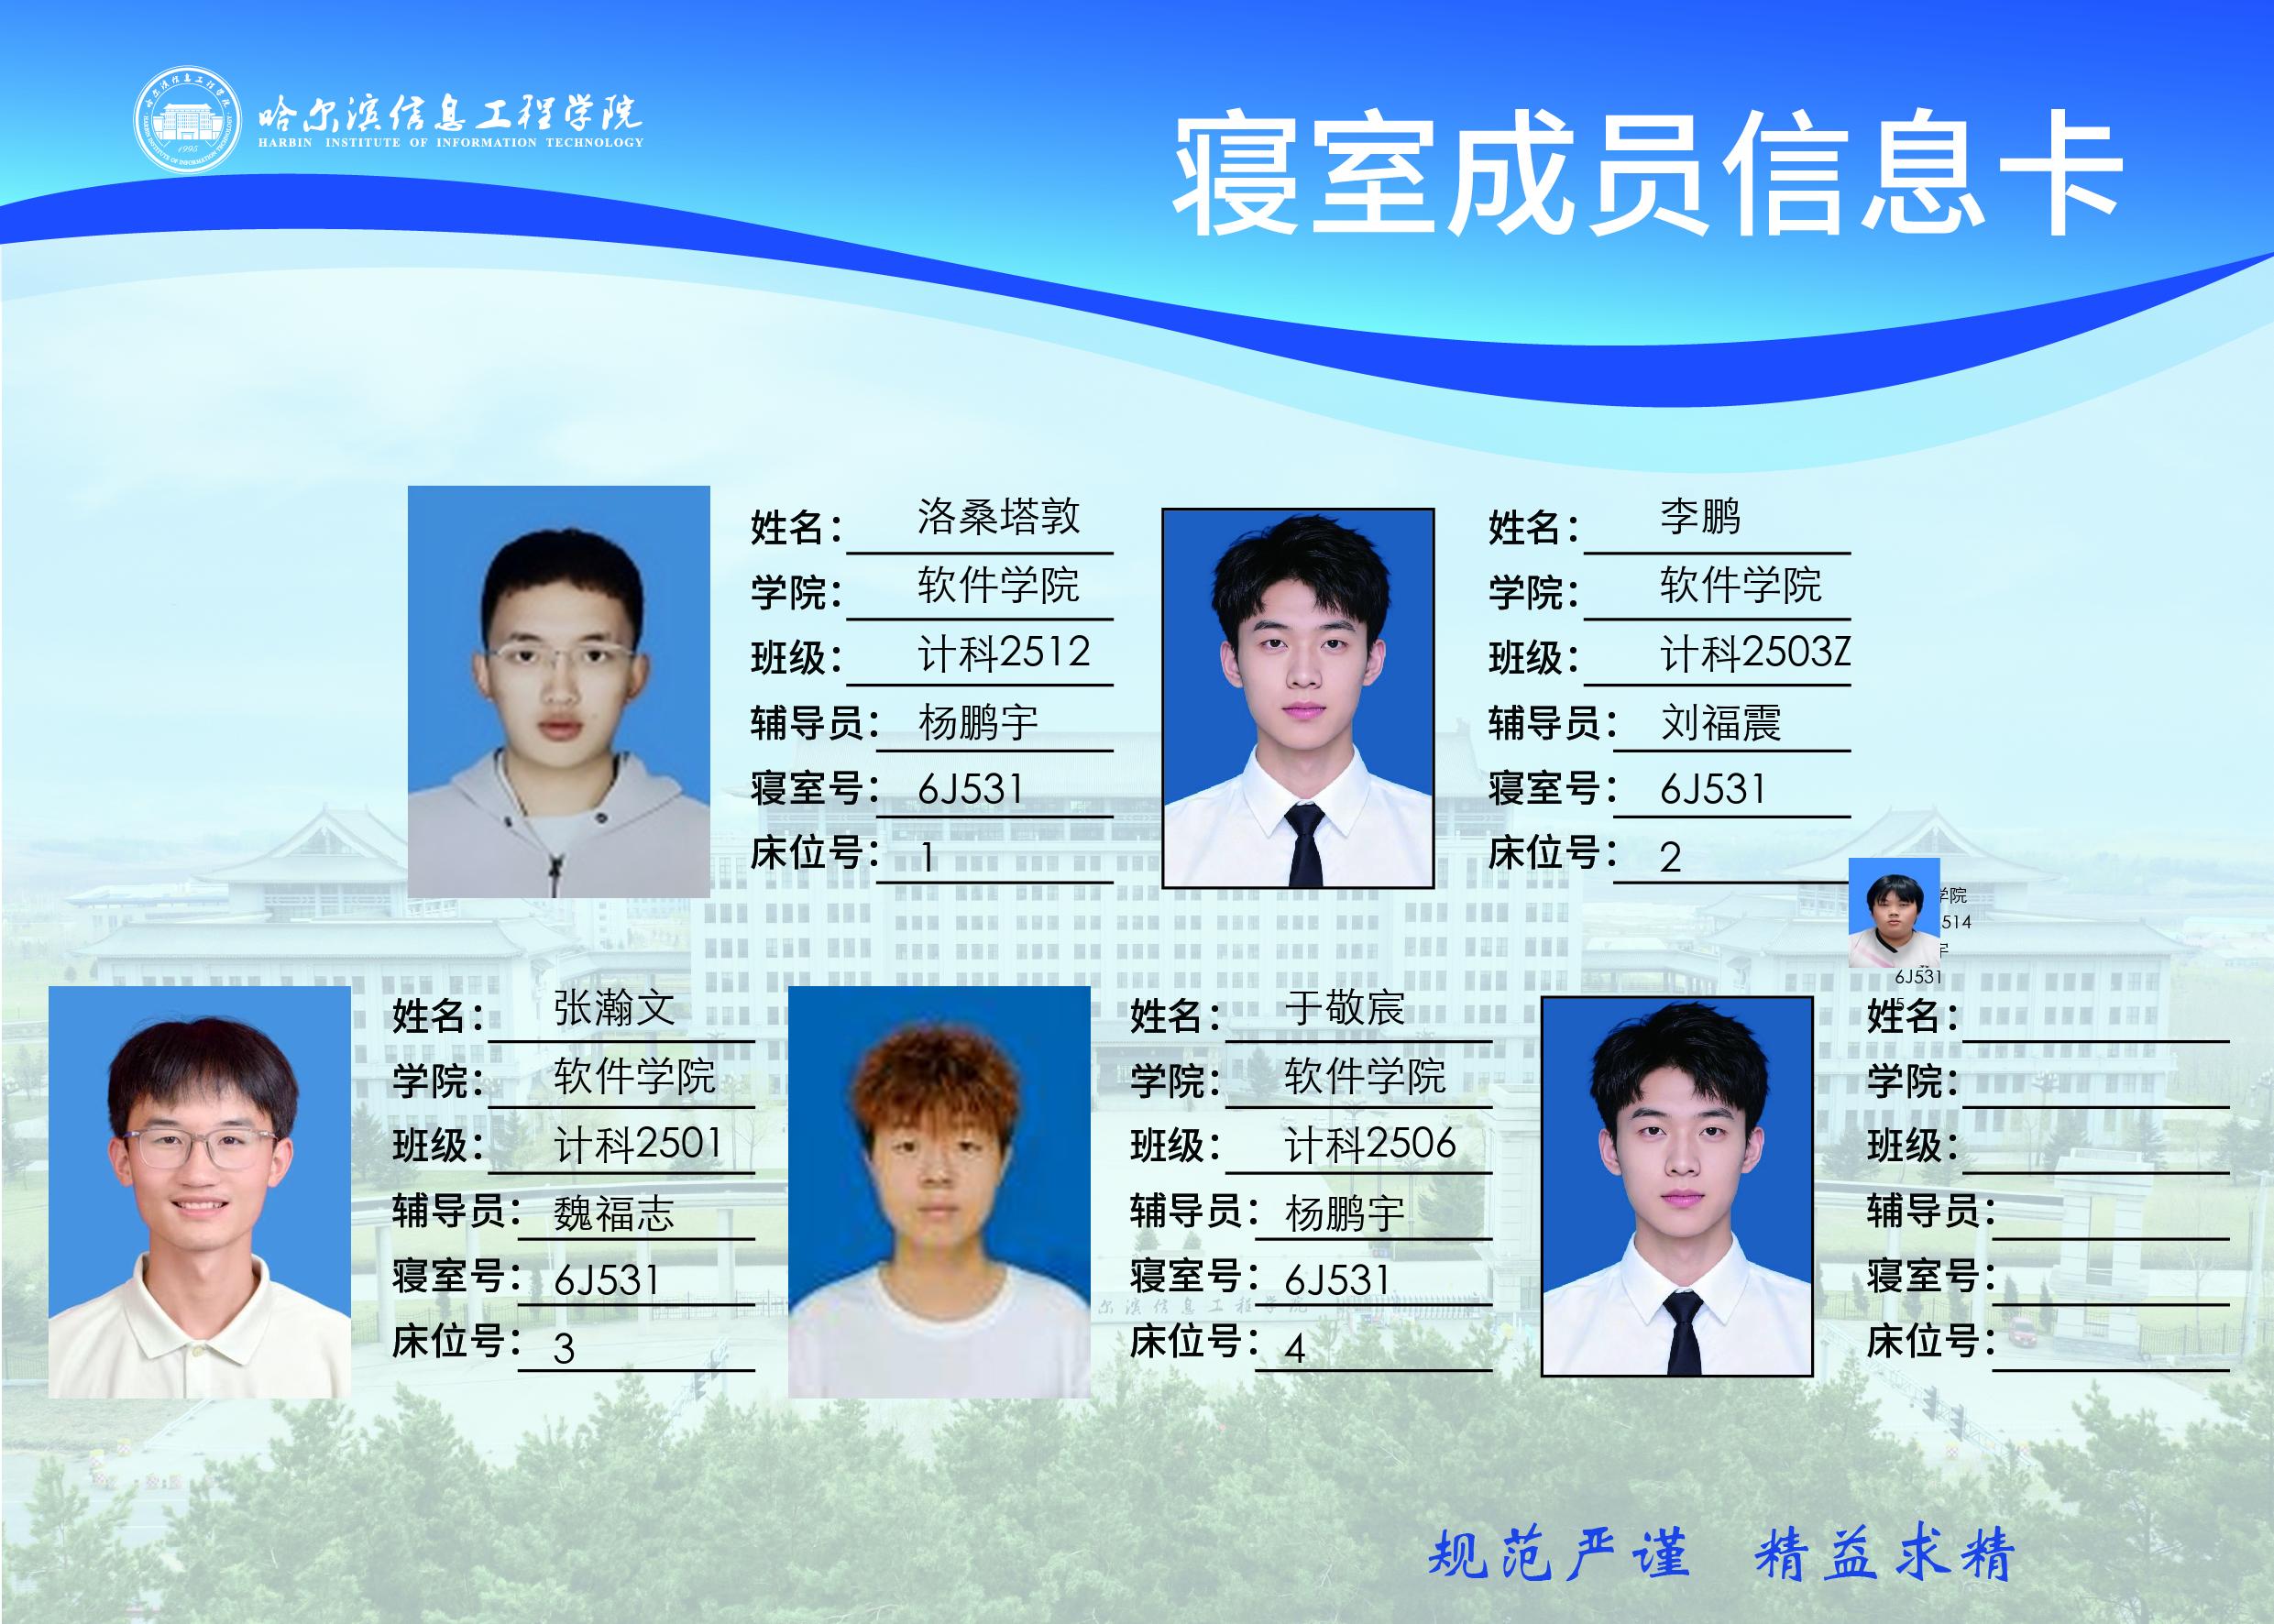 哈尔滨信息工程学院
HARBIN INSTITUTE OF INFORMATION TECHNOLOGY
1995
寝室成员信息卡
姓名： 洛桑塔敦
学院： 软件学院
班级： 计科2512
辅导员： 杨鹏宇
寝室号： 6J531
床位号： 1
姓名： 李鹏
学院： 软件学院
班级： 计科2503Z
辅导员： 刘福震
寝室号： 6J531
床位号： 2
学院
514
6J531
5
姓名： 张瀚文
学院： 软件学院
班级： 计科2501
辅导员： 魏福志
寝室号： 6J531
床位号： 3
姓名： 于敬宸
学院： 软件学院
班级： 计科2506
辅导员： 杨鹏宇
寝室号： 6J531
床位号： 4
姓名：
学院：
班级：
辅导员：
寝室号：
床位号：
尔滨信息工程学院
规范严谨 精益求精